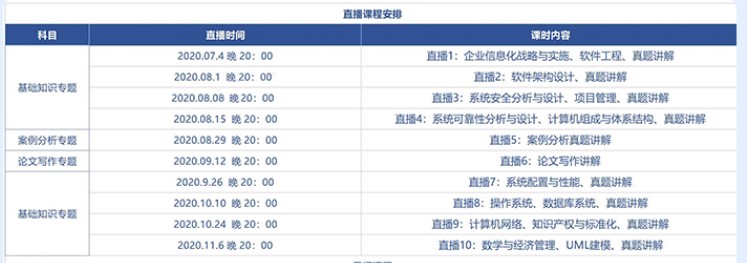 直播课程安排
科目 直播时间 课时内容
基础知识专题
2020.07.4 晚 20：00 直播1：企业信息化战略与实施、软件工程、真题讲解
2020.08.1 晚 20：00 直播2：软件架构设计、真题讲解
2020.08.08 晚 20：00 直播3：系统安全分析与设计、项目管理、真题讲解
2020.08.15 晚 20：00 直播4：系统可靠性分析与设计、计算机组成与体系结构、真题讲解
案例分析专题 2020.08.29 晚 20：00 直播5：案例分析真题讲解
论文写作专题 2020.09.12 晚 20：00 直播6：论文写作讲解
基础知识专题
2020.9.26 晚 20：00 直播7：系统配置与性能、真题讲解
2020.10.10 晚 20：00 直播8：操作系统、数据库系统、真题讲解
2020.10.24 晚 20：00 直播9：计算机网络、知识产权与标准化、真题讲解
2020.11.6 晚 20：00 直播10：数学与经济管理、UML建模、真题讲解